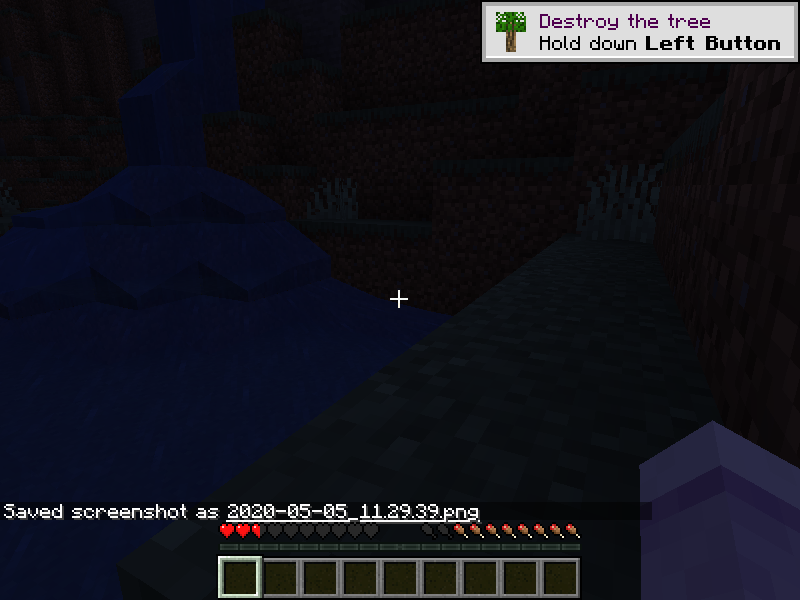 Destroy the tree
Hold down Left Button
Saved screenshot as 2020-05-05_11.29.39.png